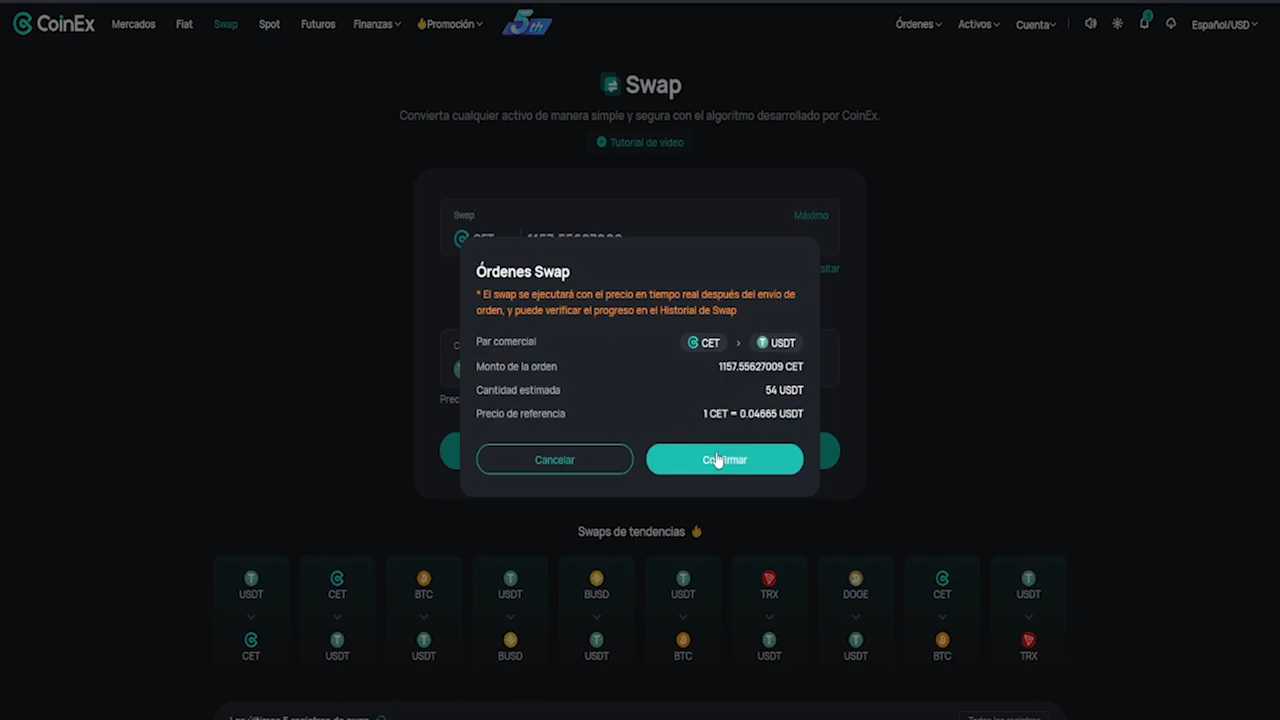 CoinEx Mercados Fiat Swap Spot Futuros Finanzas Promoción 5th Órdenes Activos Cuenta Español/USD
Swap
Convierta cualquier activo de manera simple y segura con el algoritmo desarrollado por CoinEx.
Tutorial de vídeo
Swap Máximo
Órdenes Swap
* El swap se ejecutará con el precio en tiempo real después del envío de
orden, y puede verificar el progreso en el Historial de Swap
Par comercial CET › USDT
Monto de la orden 1157.55627009 CET
Cantidad estimada 54 USDT
Precio de referencia 1 CET = 0.04665 USDT
Cancelar Confirmar
Swaps de tendencias
USDT CET BTC USDT BUSD USDT TRX DOGE CET USDT
CET USDT USDT BUSD USDT BTC USDT USDT BTC TRX